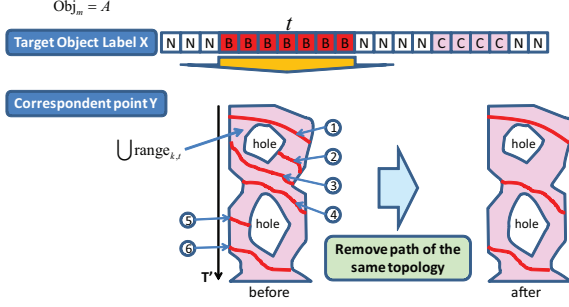 Obj_m = A
t
Target Object Label X
N N N B B B B B B B N N N N C C C C N N
Correspondent point Y
⋃ range_{k,t}
hole
①
②
③
④
⑤
⑥
hole
T'
before
Remove path of the
same topology
hole
hole
after